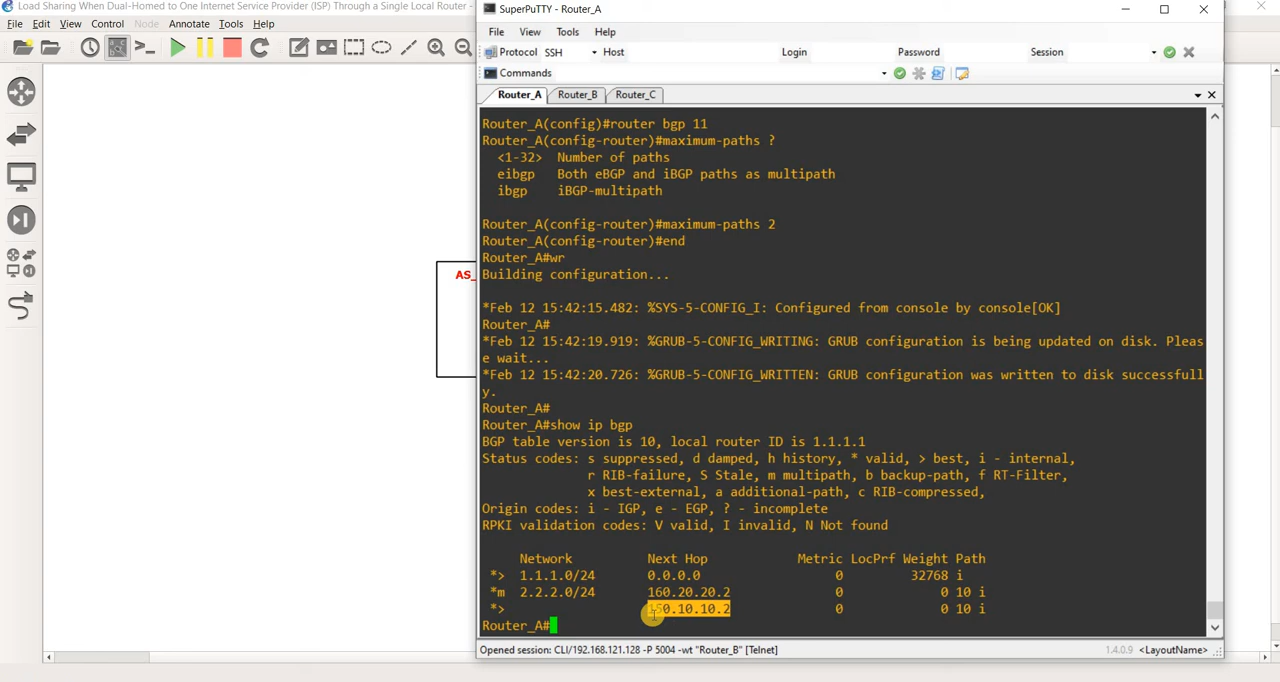 Load Sharing When Dual-Homed to One Internet Service Provider (ISP) Through a Single Local Router -
File Edit View Control Node Annotate Tools Help
AS_
SuperPuTTY - Router_A
File View Tools Help
Protocol SSH Host Login Password Session
Commands
Router_A Router_B Router_C
Router_A(config)#router bgp 11
Router_A(config-router)#maximum-paths ?
<1-32> Number of paths
eibgp Both eBGP and iBGP paths as multipath
ibgp iBGP-multipath
Router_A(config-router)#maximum-paths 2
Router_A(config-router)#end
Router_A#wr
Building configuration...
*Feb 12 15:42:15.482: %SYS-5-CONFIG_I: Configured from console by console[OK]
Router_A#
*Feb 12 15:42:19.919: %GRUB-5-CONFIG_WRITING: GRUB configuration is being updated on disk. Pleas
e wait...
*Feb 12 15:42:20.726: %GRUB-5-CONFIG_WRITTEN: GRUB configuration was written to disk successfull
y.
Router_A#
Router_A#show ip bgp
BGP table version is 10, local router ID is 1.1.1.1
Status codes: s suppressed, d damped, h history, * valid, > best, i - internal,
r RIB-failure, S Stale, m multipath, b backup-path, f RT-Filter,
x best-external, a additional-path, c RIB-compressed,
Origin codes: i - IGP, e - EGP, ? - incomplete
RPKI validation codes: V valid, I invalid, N Not found
Network Next Hop Metric LocPrf Weight Path
*> 1.1.1.0/24 0.0.0.0 0 32768 i
*m 2.2.2.0/24 160.20.20.2 0 0 10 i
*> 150.10.10.2 0 0 10 i
Router_A#
Opened session: CLI/192.168.121.128 -P 5004 -wt "Router_B" [Telnet] 1.4.0.9 <LayoutName>